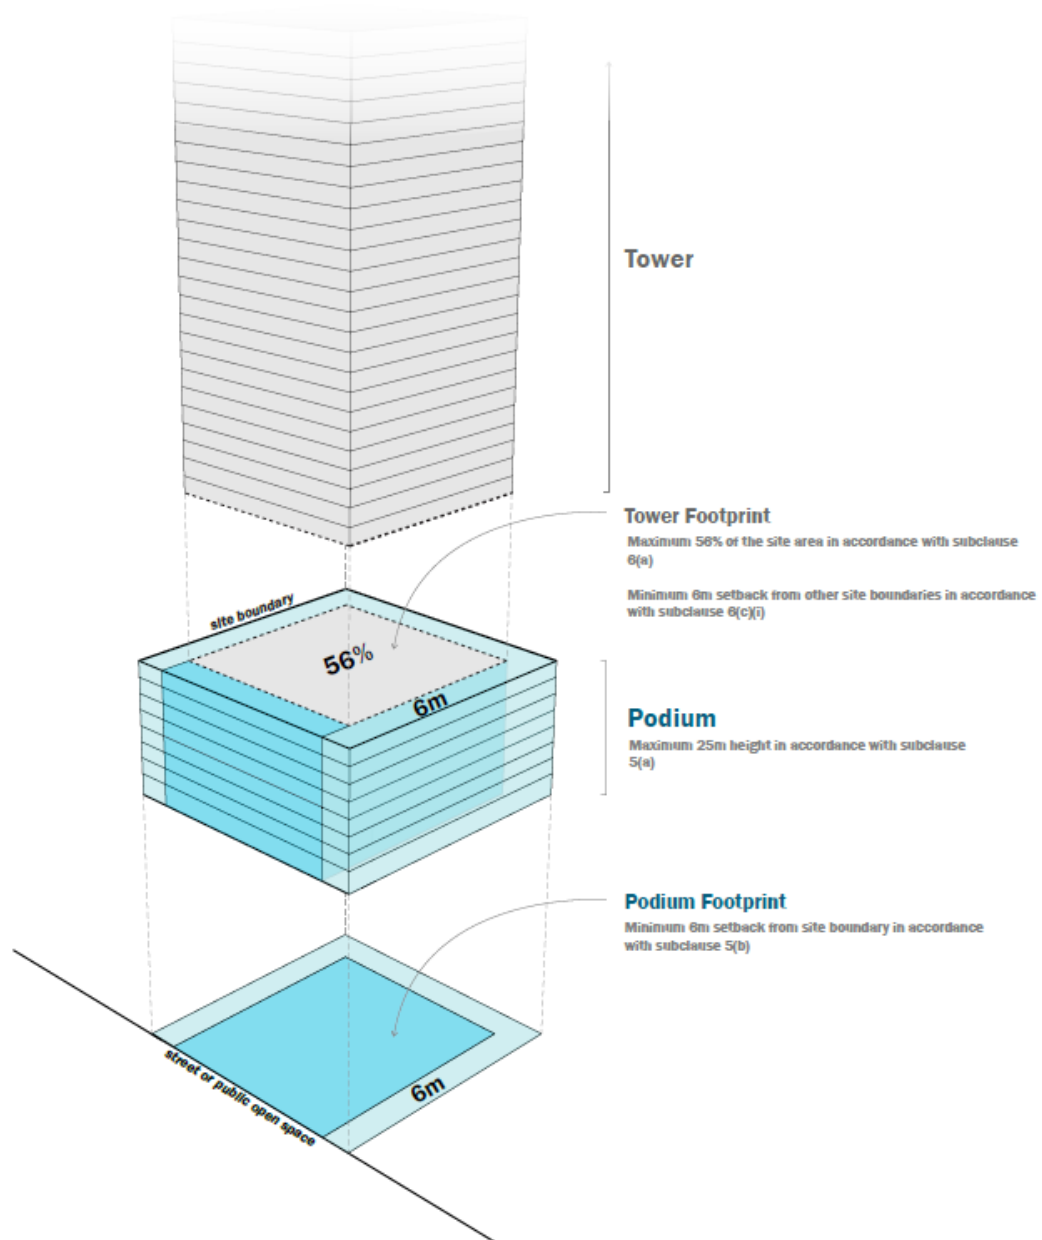 Tower
Tower Footprint
Maximum 56% of the site area in accordance with subclause
6(a)
Minimum 6m setback from other site boundaries in accordance
with subclause 6(c)(i)
site boundary
56%
6m
Podium
Maximum 25m height in accordance with subclause
5(a)
Podium Footprint
Minimum 6m setback from site boundary in accordance
with subclause 5(b)
street or public open space
6m